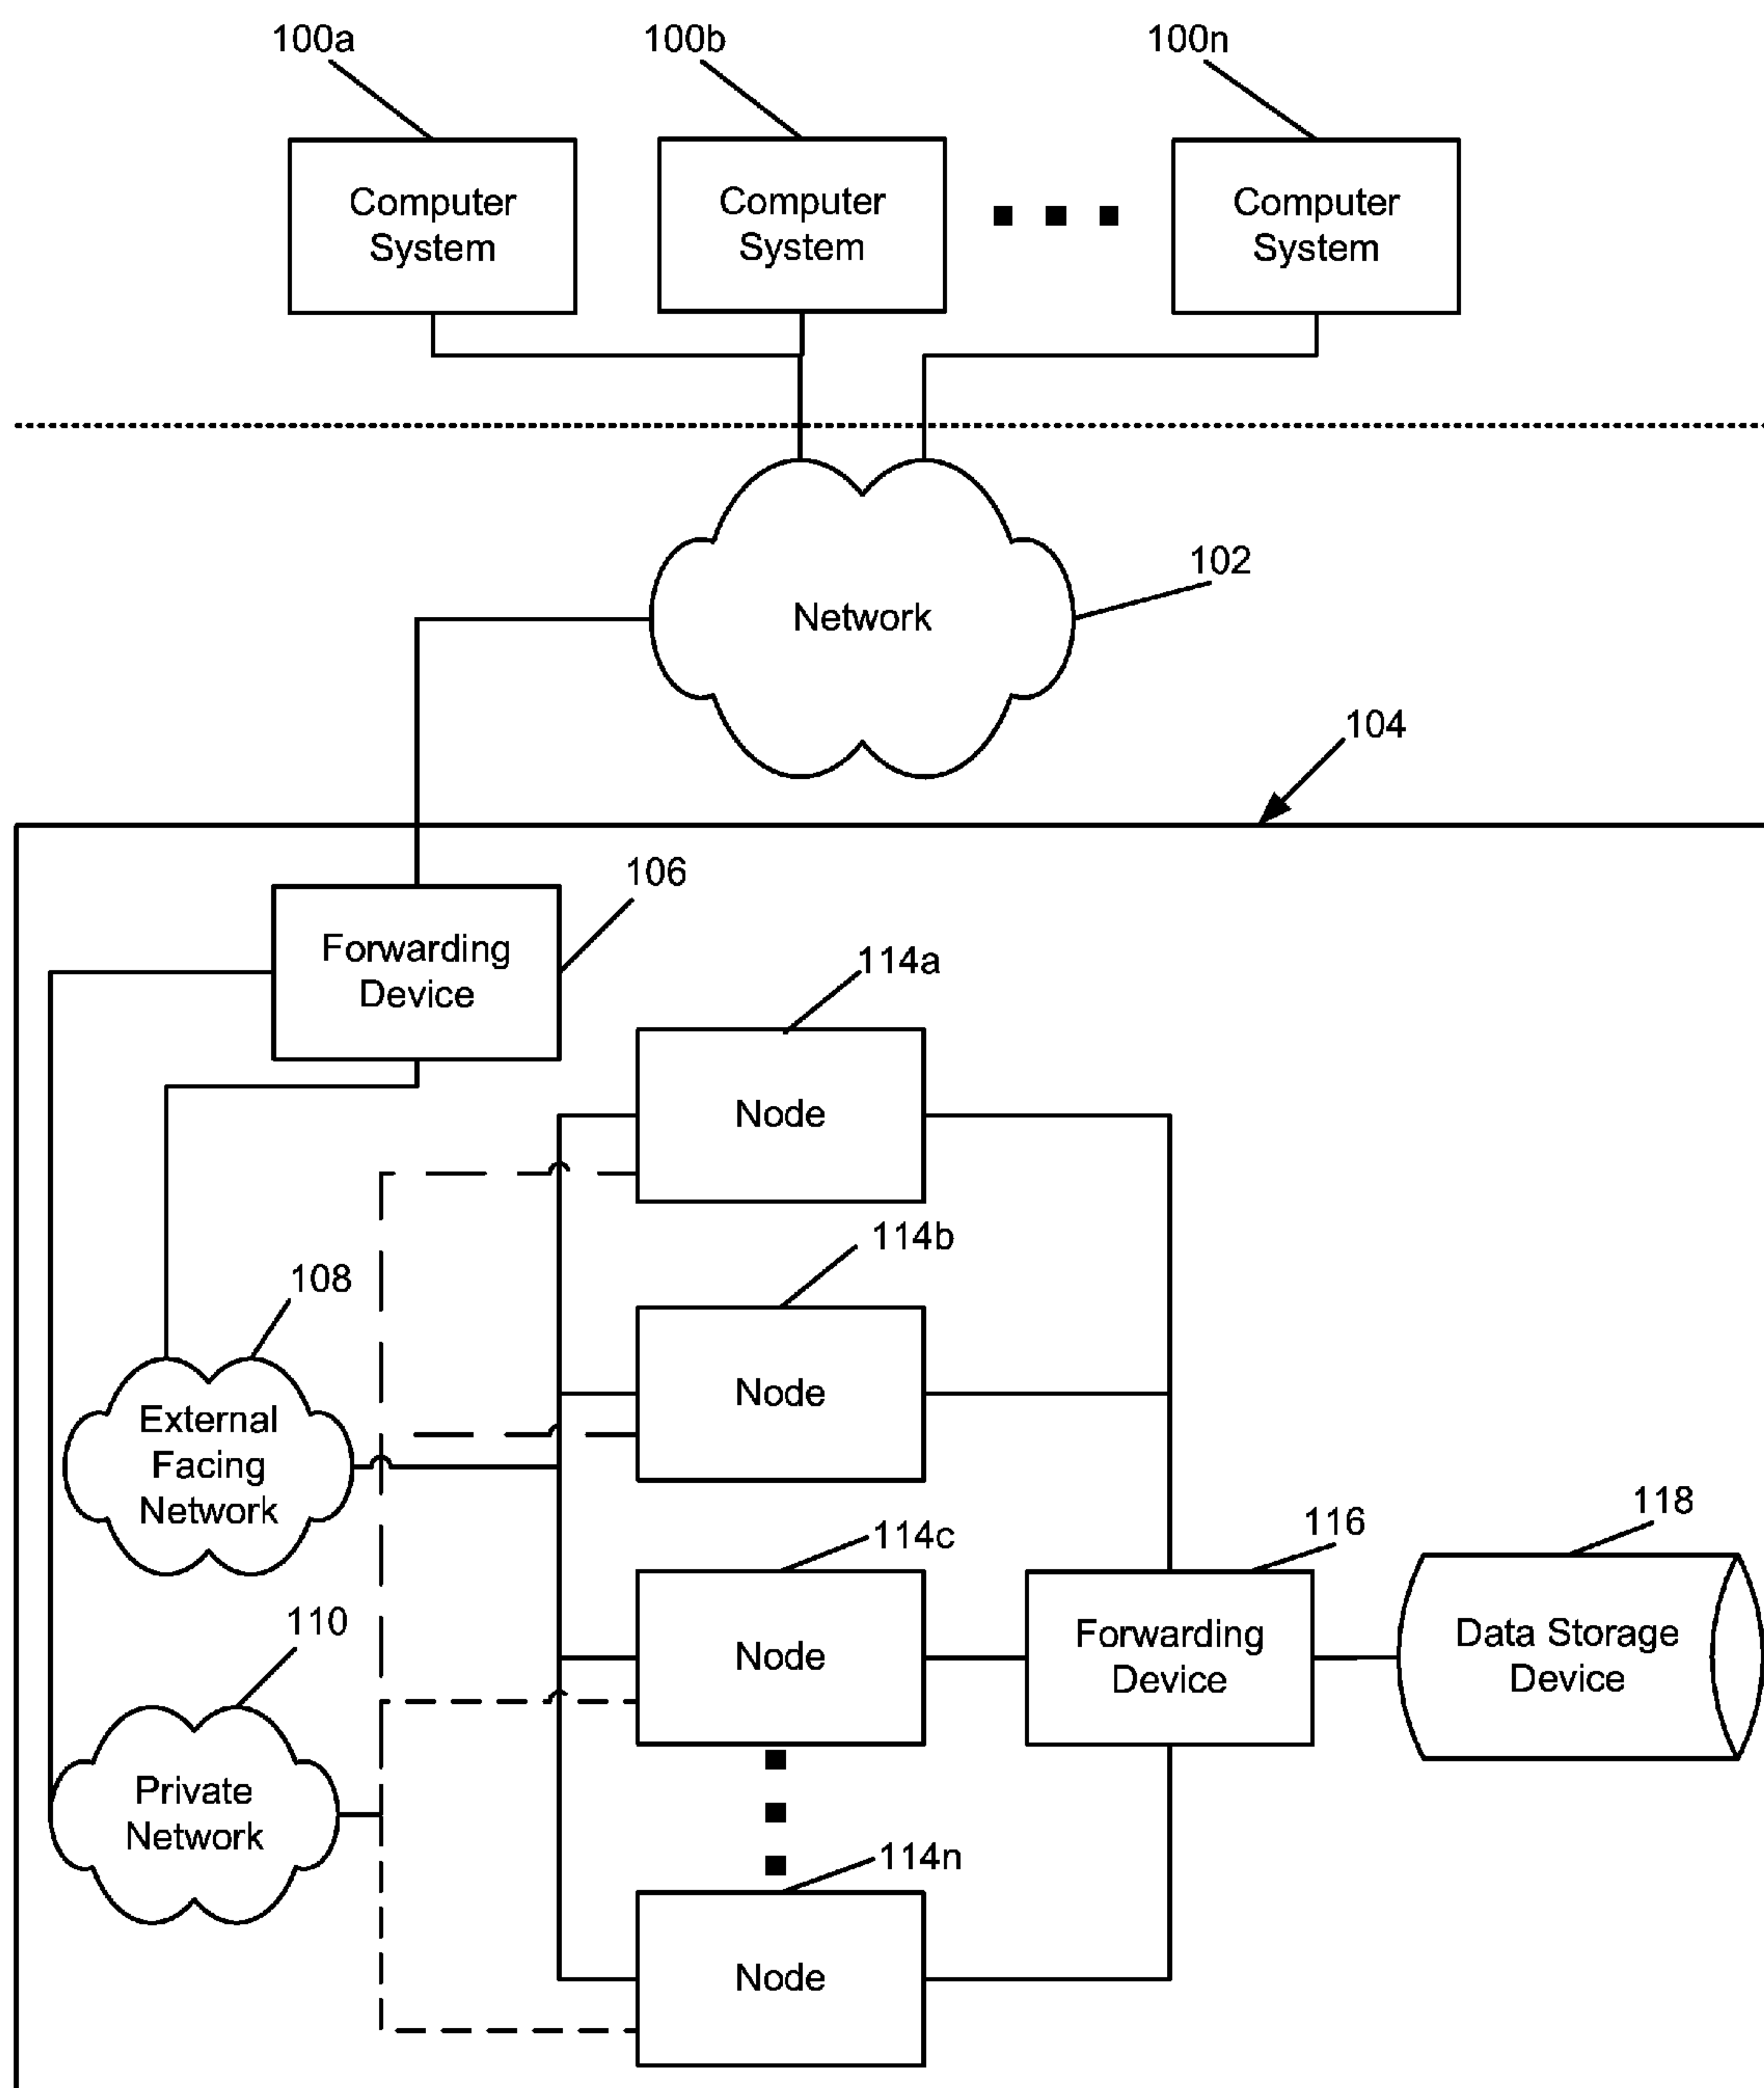 100a
100b
100n
Computer
System
Computer
System
Computer
System
102
Network
104
106
Forwarding
Device
114a
Node
114b
Node
108
External
Facing
Network
114c
Node
116
Forwarding
Device
118
Data Storage
Device
110
Private
Network
114n
Node